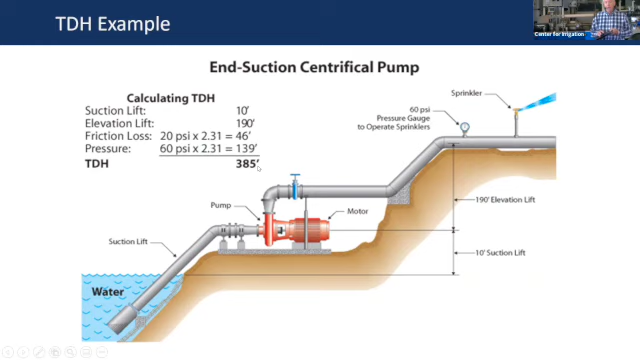 TDH Example
Center for Irrigation
End-Suction Centrifical Pump
Calculating TDH
Suction Lift: 10'
Elevation Lift: 190'
Friction Loss: 20 psi x 2.31 = 46'
Pressure: 60 psi x 2.31 = 139'
TDH 385'
Sprinkler
60 psi
Pressure Gauge
to Operate Sprinklers
190' Elevation Lift
Pump
Motor
Suction Lift
10' Suction Lift
Water